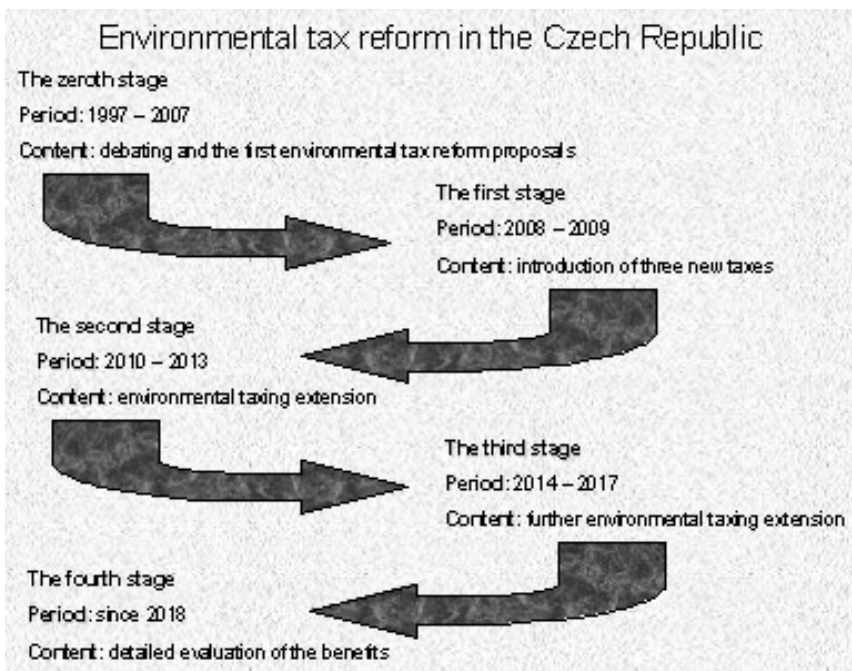 Environmental tax reform in the Czech Republic
The zeroth stage
Period: 1997 – 2007
Content: debating and the first environmental tax reform proposals
The first stage
Period: 2008 – 2009
Content: introduction of three new taxes
The second stage
Period: 2010 – 2013
Content: environmental taxing extension
The third stage
Period: 2014 – 2017
Content: further environmental taxing extension
The fourth stage
Period: since 2018
Content: detailed evaluation of the benefits